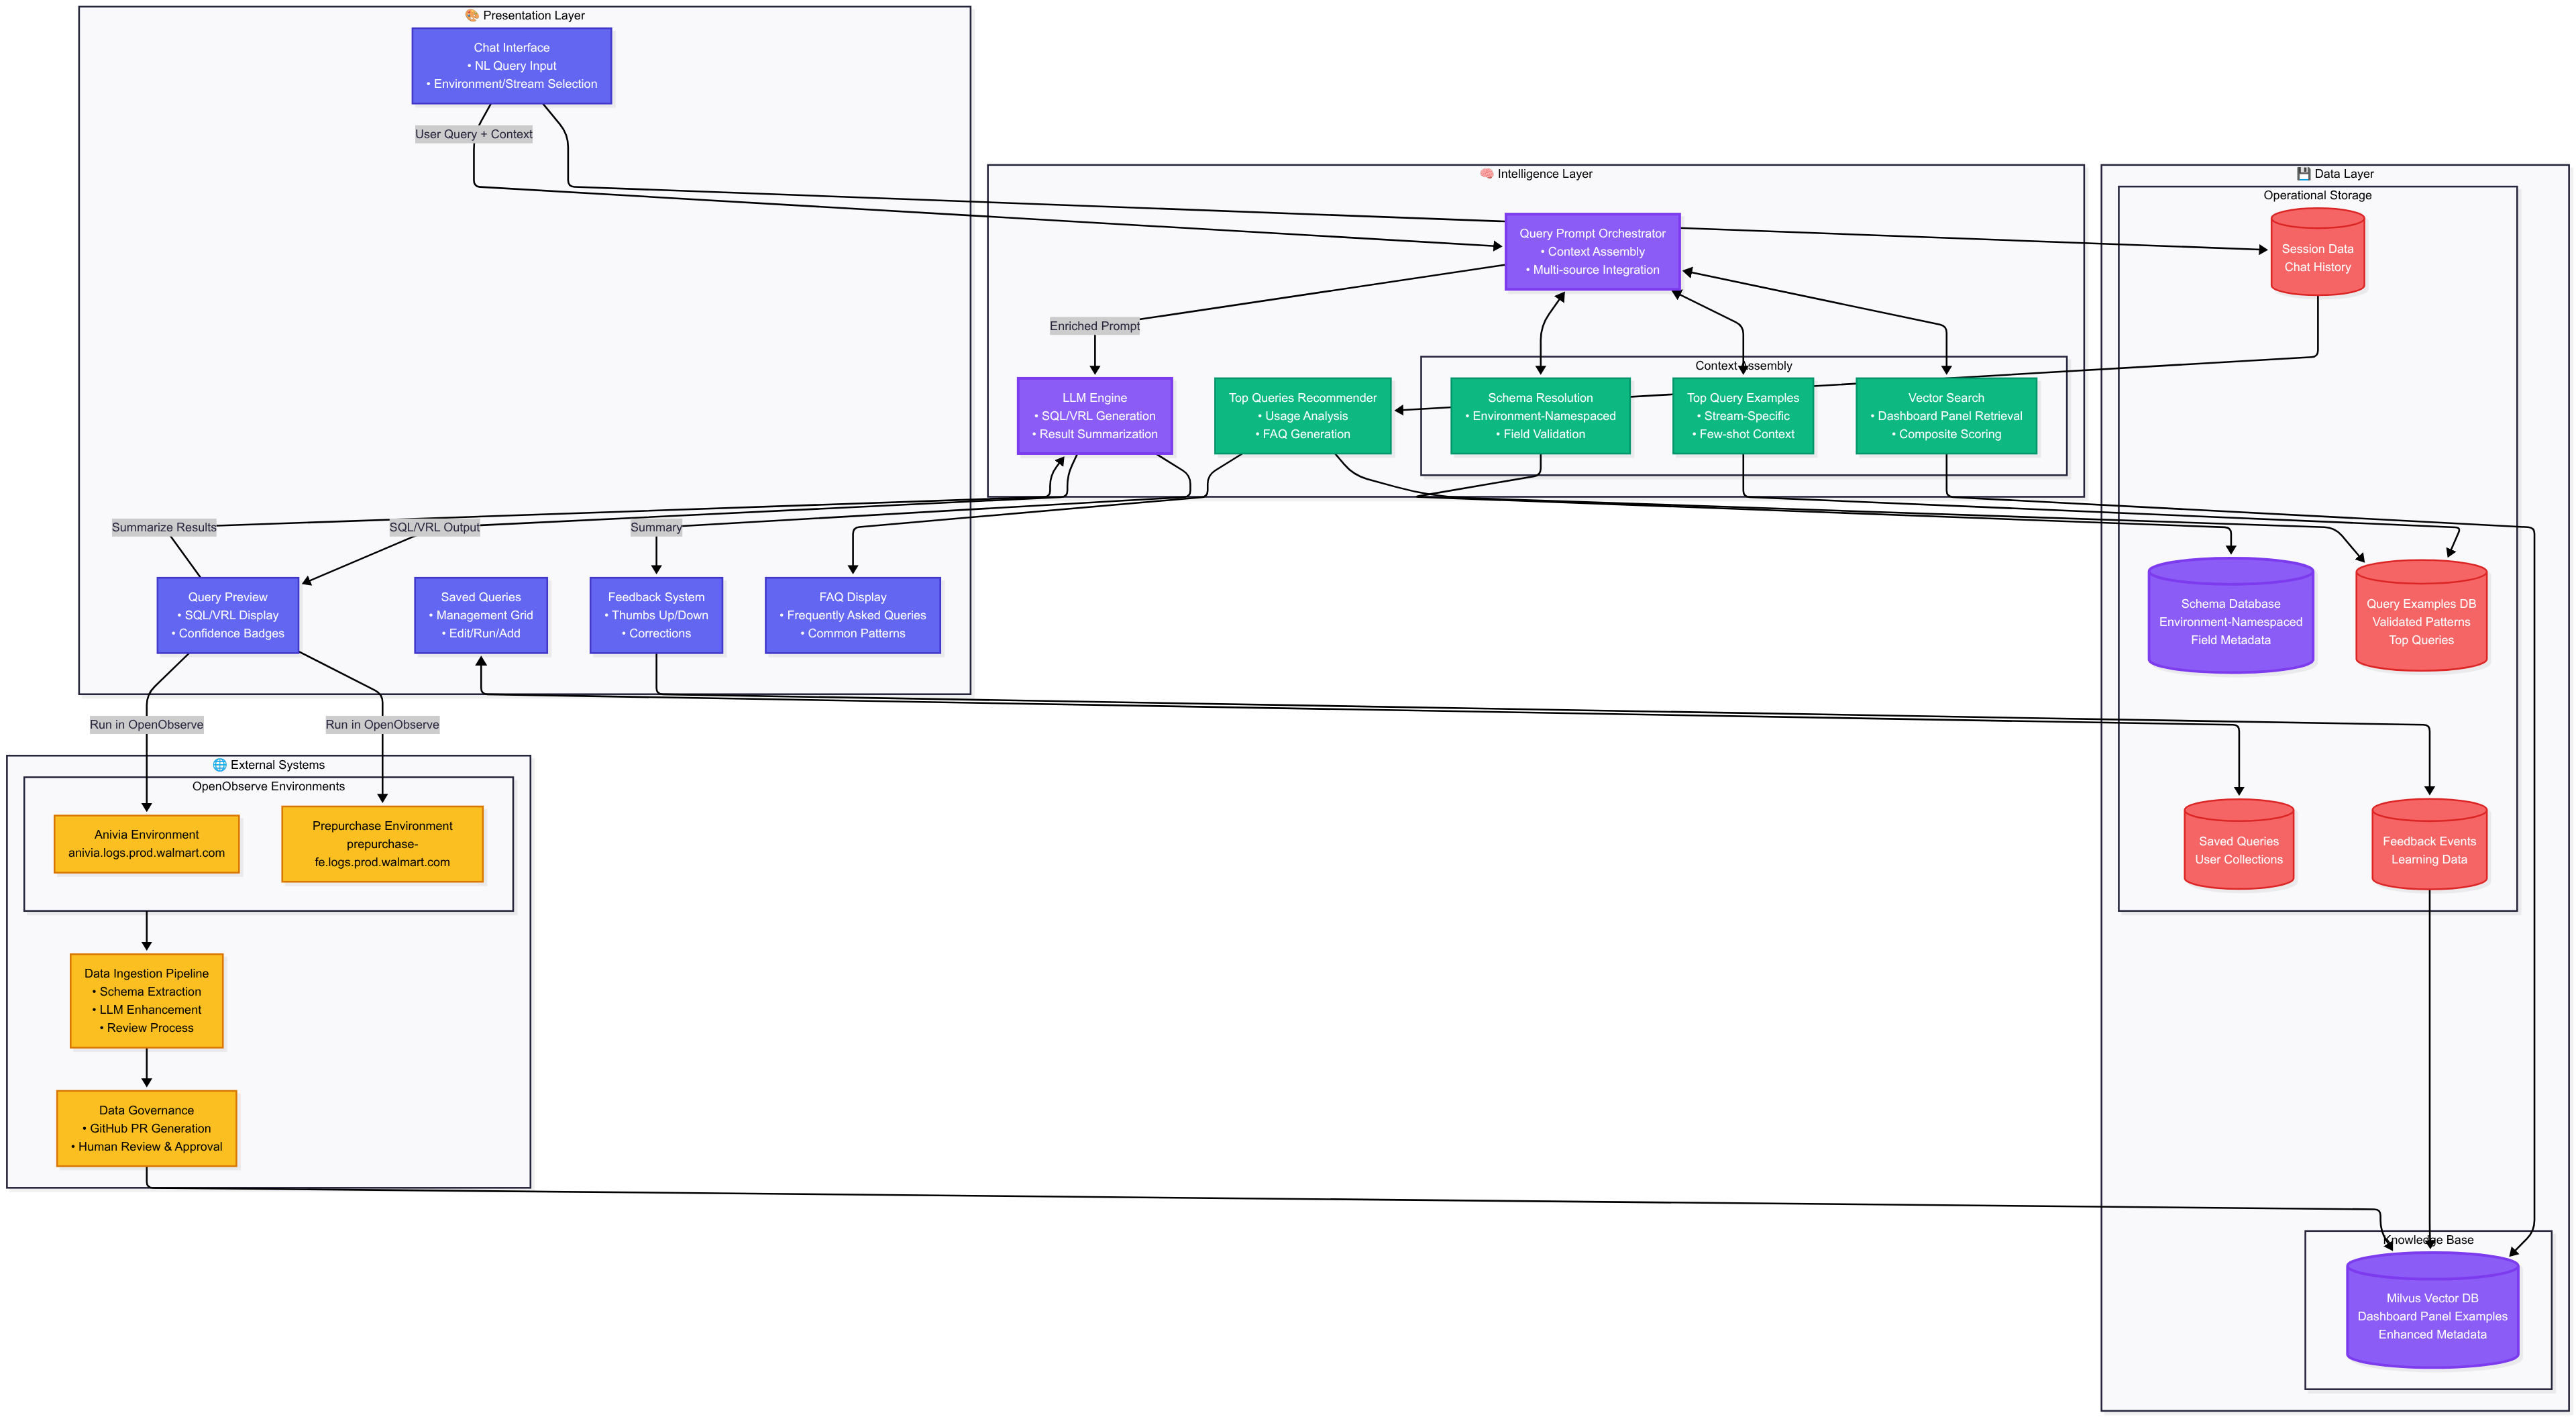 🎨 Presentation Layer
Chat Interface
• NL Query Input
• Environment/Stream Selection
User Query + Context
🧠 Intelligence Layer
Query Prompt Orchestrator
• Context Assembly
• Multi-source Integration
Enriched Prompt
Context Assembly
LLM Engine
• SQL/VRL Generation
• Result Summarization
Top Queries Recommender
• Usage Analysis
• FAQ Generation
Schema Resolution
• Environment-Namespaced
• Field Validation
Top Query Examples
• Stream-Specific
• Few-shot Context
Vector Search
• Dashboard Panel Retrieval
• Composite Scoring
💾 Data Layer
Operational Storage
Session Data
Chat History
Summarize Results
SQL/VRL Output
Summary
Query Preview
• SQL/VRL Display
• Confidence Badges
Saved Queries
• Management Grid
• Edit/Run/Add
Feedback System
• Thumbs Up/Down
• Corrections
FAQ Display
• Frequently Asked Queries
• Common Patterns
Schema Database
Environment-Namespaced
Field Metadata
Query Examples DB
Validated Patterns
Top Queries
Run in OpenObserve
Run in OpenObserve
🌐 External Systems
OpenObserve Environments
Anivia Environment
anivia.logs.prod.walmart.com
Prepurchase Environment
prepurchase-
fe.logs.prod.walmart.com
Saved Queries
User Collections
Feedback Events
Learning Data
Data Ingestion Pipeline
• Schema Extraction
• LLM Enhancement
• Review Process
Data Governance
• GitHub PR Generation
• Human Review & Approval
Knowledge Base
Milvus Vector DB
Dashboard Panel Examples
Enhanced Metadata